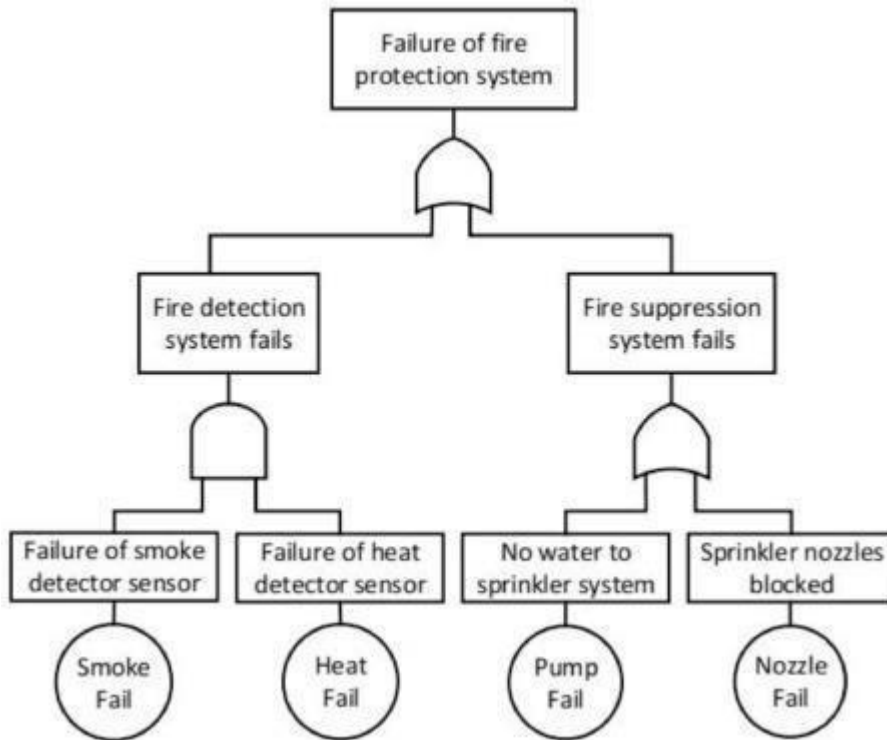 Failure of fire
protection system
Fire detection
system fails
Fire suppression
system fails
Failure of smoke
detector sensor
Failure of heat
detector sensor
No water to
sprinkler system
Sprinkler nozzles
blocked
Smoke
Fail
Heat
Fail
Pump
Fail
Nozzle
Fail